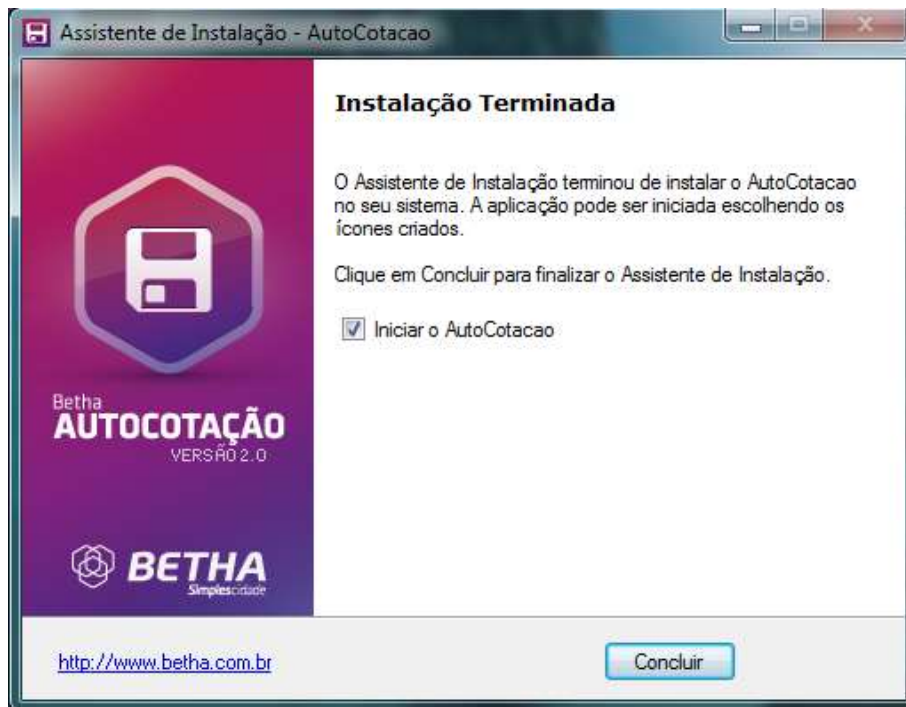 Assistente de Instalação - AutoCotacao
Instalação Terminada
O Assistente de Instalação terminou de instalar o AutoCotacao
no seu sistema. A aplicação pode ser iniciada escolhendo os
ícones criados.
Clique em Concluir para finalizar o Assistente de Instalação.
Iniciar o AutoCotacao
Betha
AUTOCOTAÇÃO
VERSÃO 2.0
BETHA
Simplescidade
http://www.betha.com.br
Concluir